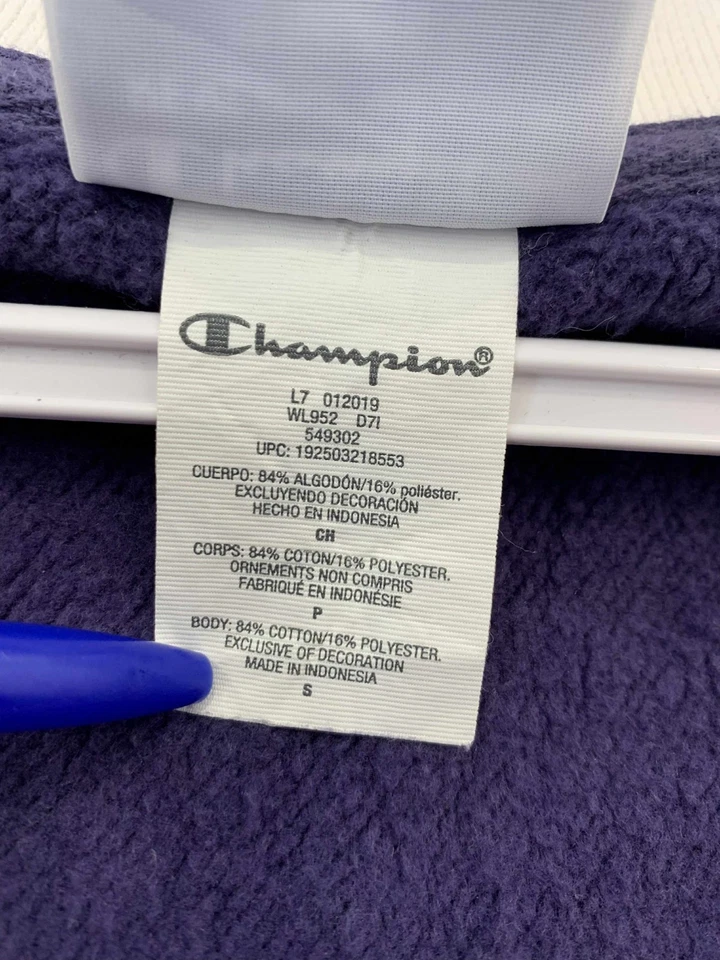 Champion®
L7 012019
WL952 D7I
549302
UPC: 192503218553
CUERPO: 84% ALGODÓN/16% poliéster.
EXCLUYENDO DECORACIÓN
HECHO EN INDONESIA
CH
CORPS: 84% COTON/16% POLYESTER.
ORNEMENTS NON COMPRIS
FABRIQUÉ EN INDONÉSIE
P
BODY: 84% COTTON/16% POLYESTER.
EXCLUSIVE OF DECORATION
MADE IN INDONESIA
S